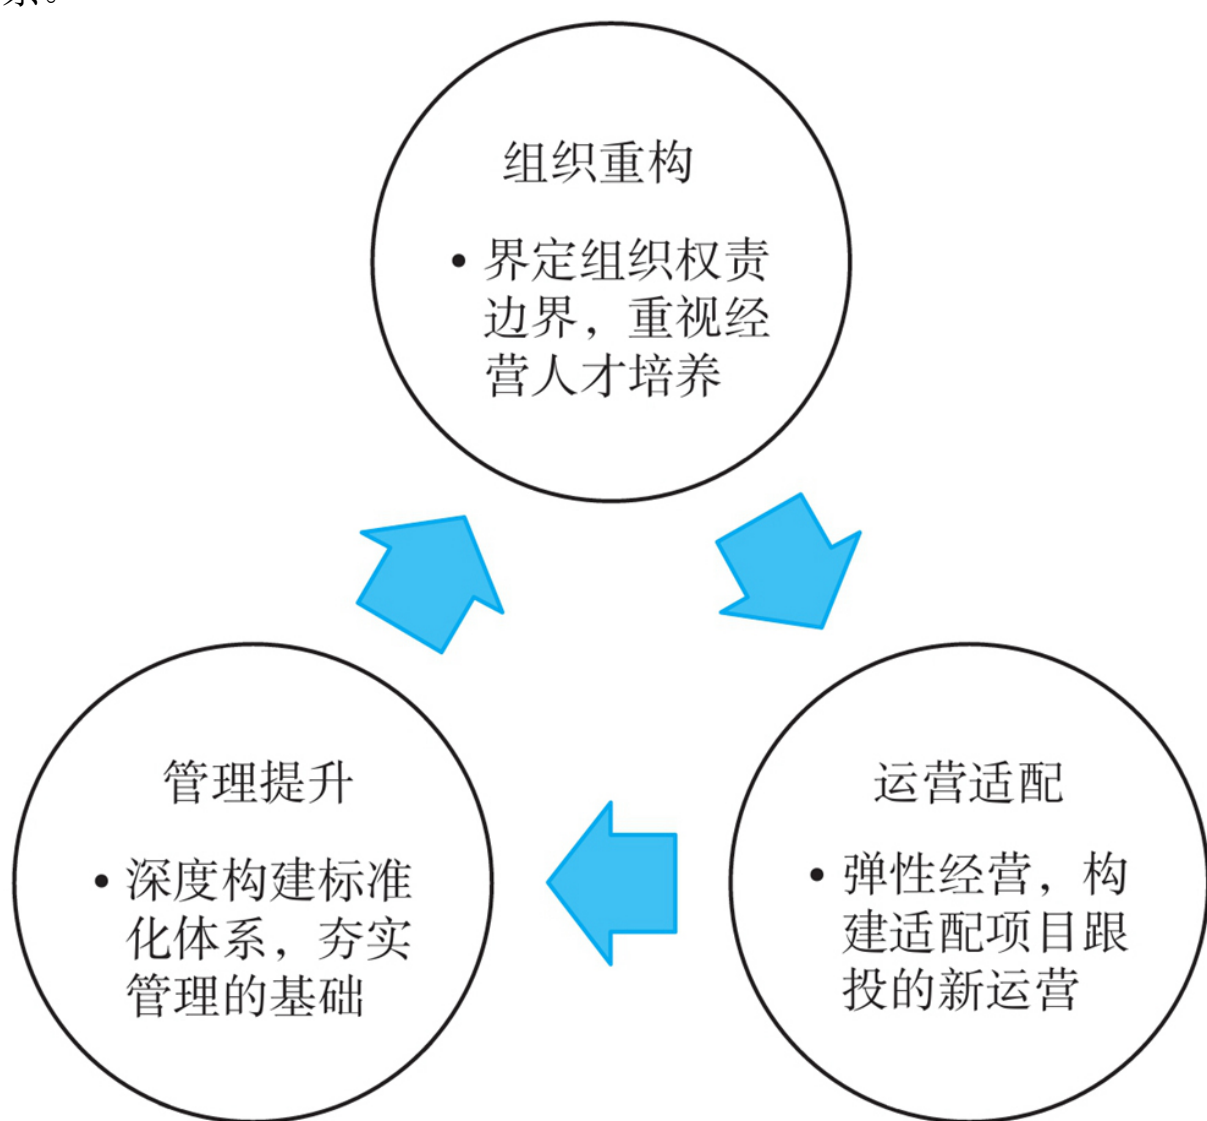 组织重构
• 界定组织权责
边界，重视经
营人才培养
管理提升
• 深度构建标准
化体系，夯实
管理的基础
运营适配
• 弹性经营，构
建适配项目跟
投的新运营